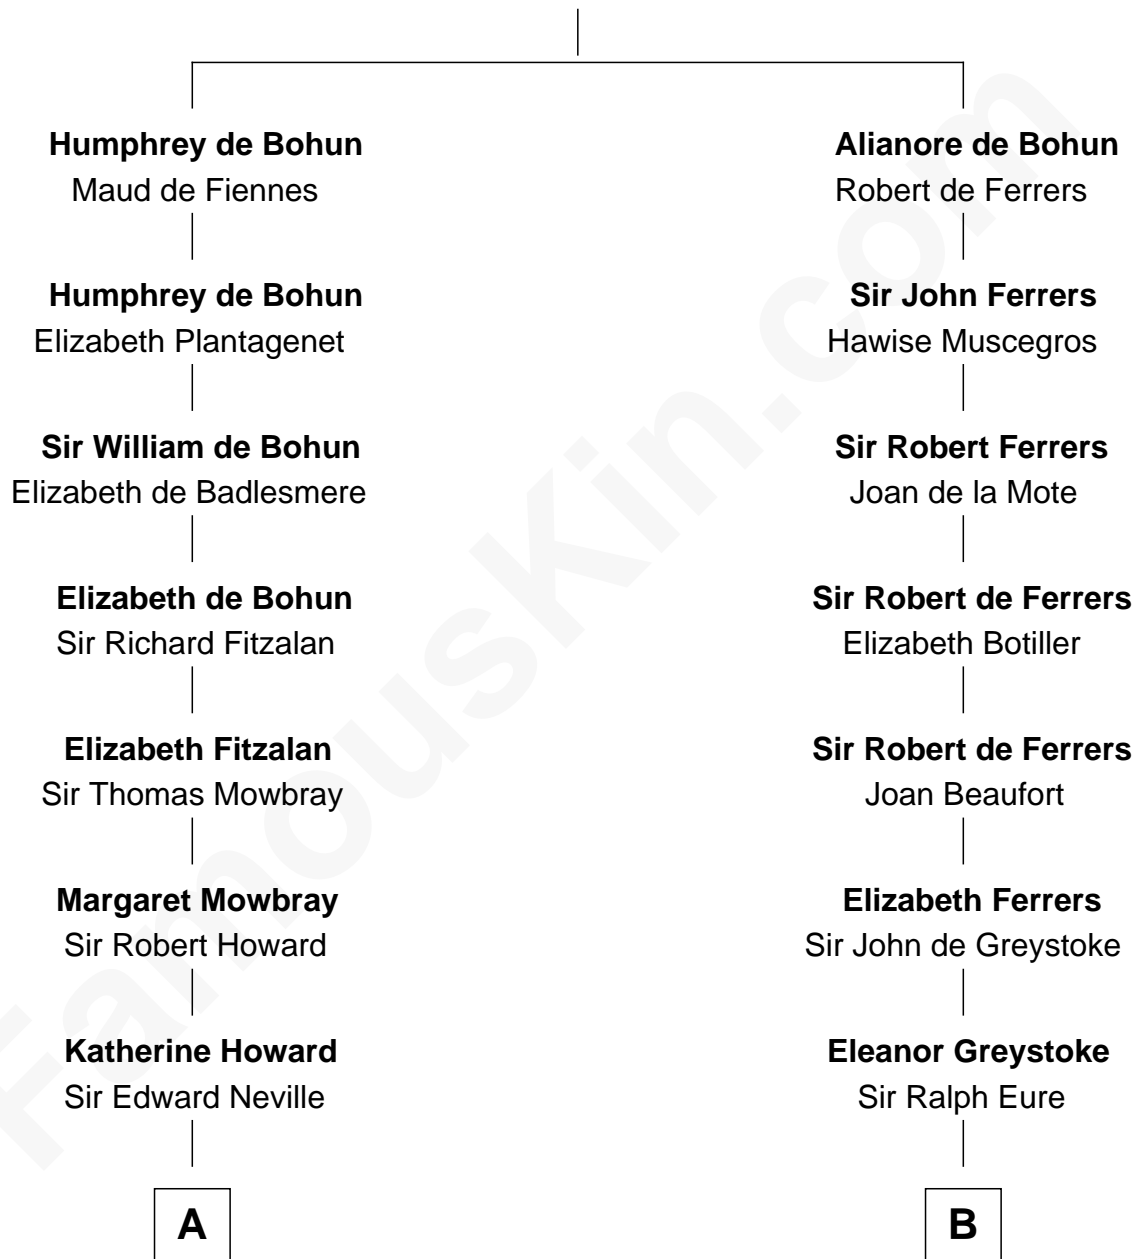 Humphrey de Bohun
Maud de Fiennes
Humphrey de Bohun
Elizabeth Plantagenet
Sir William de Bohun
Elizabeth de Badlesmere
Elizabeth de Bohun
Sir Richard Fitzalan
Elizabeth Fitzalan
Sir Thomas Mowbray
Margaret Mowbray
Sir Robert Howard
Katherine Howard
Sir Edward Neville
A
Alianore de Bohun
Robert de Ferrers
Sir John Ferrers
Hawise Muscegros
Sir Robert Ferrers
Joan de la Mote
Sir Robert de Ferrers
Elizabeth Botiller
Sir Robert de Ferrers
Joan Beaufort
Elizabeth Ferrers
Sir John de Greystoke
Eleanor Greystoke
Sir Ralph Eure
B
FamousKin.com